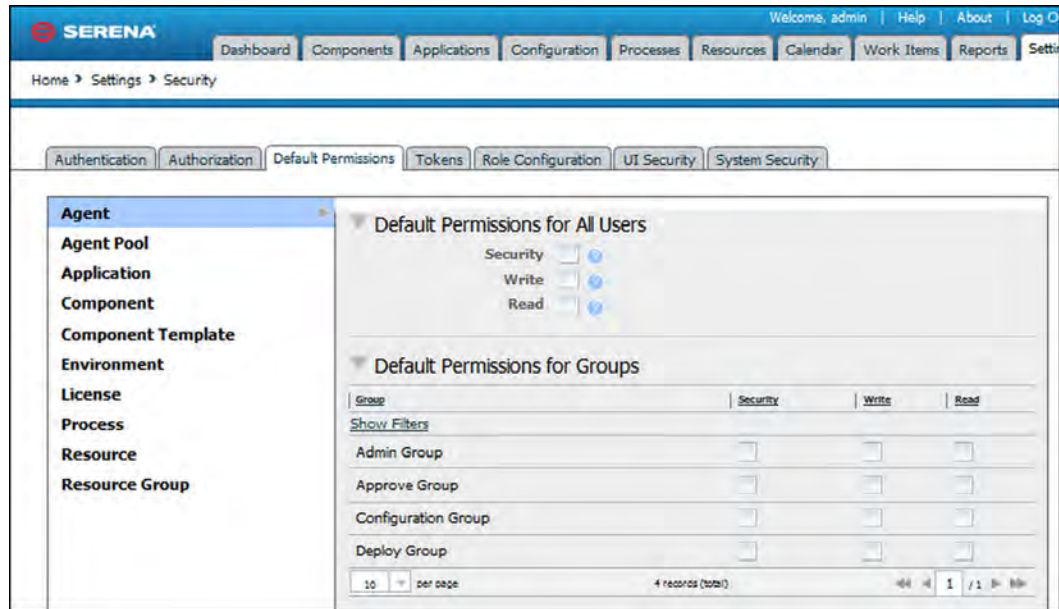 Welcome, admin | Help | About | Log O
SERENA
Dashboard Components Applications Configuration Processes Resources Calendar Work Items Reports Settin
Home > Settings > Security
Authentication Authorization Default Permissions Tokens Role Configuration UI Security System Security
Agent
Agent Pool
Application
Component
Component Template
Environment
License
Process
Resource
Resource Group
Default Permissions for All Users
Security
Write
Read
Default Permissions for Groups
Group Security Write Read
Show Filters
Admin Group
Approve Group
Configuration Group
Deploy Group
10 per page 4 records (total) 1 / 1